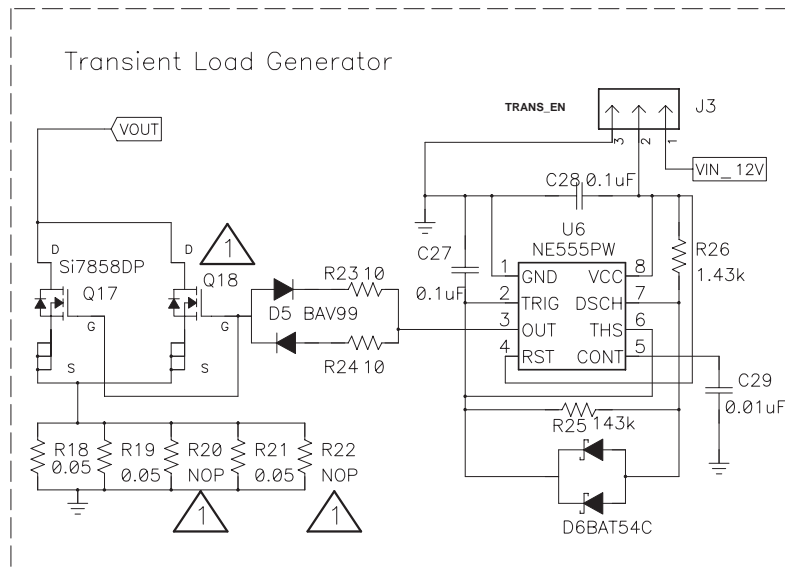 Transient Load Generator
TRANS_EN
J3
3
2
1
VOUT
VIN_12V
C28 0.1uF
U6
NE555PW
C27
0.1uF
R26
1.43k
D
D
1
Si7858DP
Q17
Q18
G
G
S
S
R23 10
D5 BAV99
R24 10
1 GND VCC 8
2 TRIG DSCH 7
3 OUT THS 6
4 RST CONT 5
C29
0.01uF
R25 143k
R18
0.05
R19
0.05
R20
NOP
R21
0.05
R22
NOP
1
1
D6BAT54C